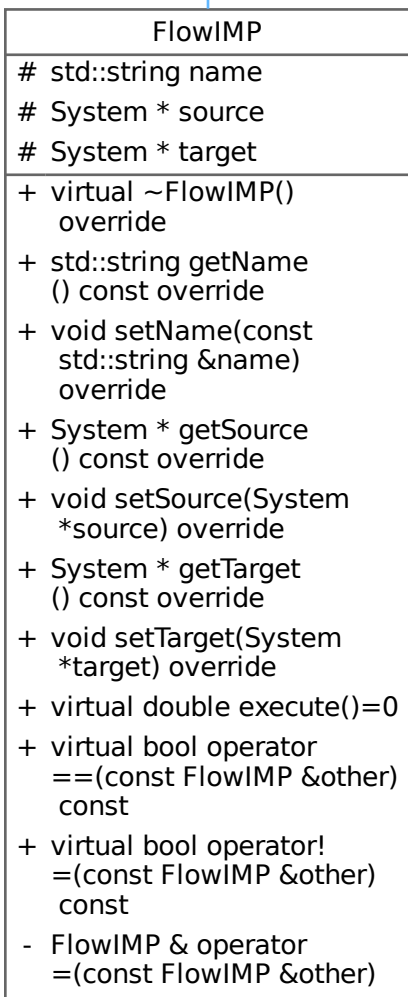 FlowIMP
# std::string name
# System * source
# System * target
+ virtual ~FlowIMP()
override
+ std::string getName
() const override
+ void setName(const
std::string &name)
override
+ System * getSource
() const override
+ void setSource(System
*source) override
+ System * getTarget
() const override
+ void setTarget(System
*target) override
+ virtual double execute()=0
+ virtual bool operator
==(const FlowIMP &other)
const
+ virtual bool operator!
=(const FlowIMP &other)
const
- FlowIMP & operator
=(const FlowIMP &other)